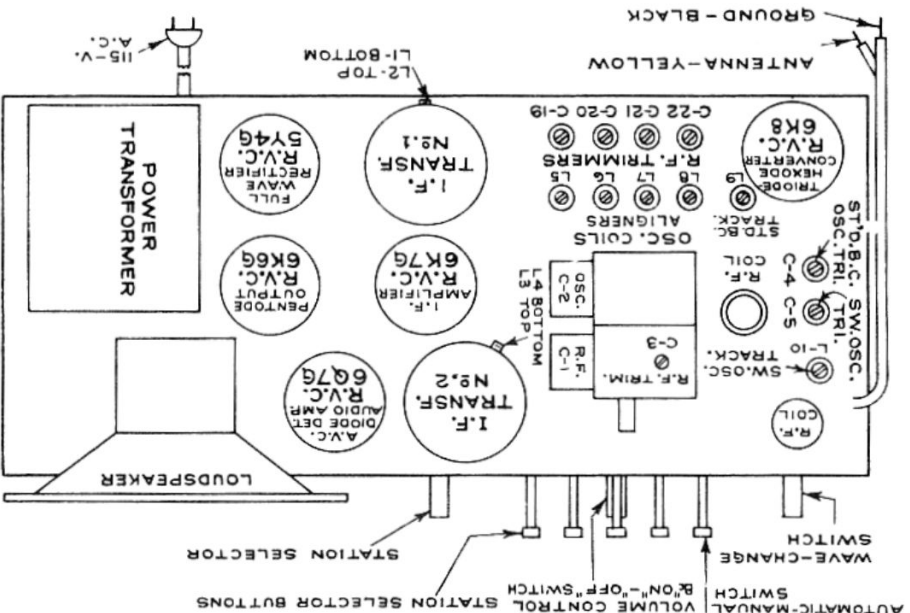 AUTOMATIC-MANUAL
SWITCH
VOLUME CONTROL
& "ON"-"OFF" SWITCH
STATION SELECTOR BUTTONS
WAVE-CHANGE
SWITCH
STATION SELECTOR
LOUDSPEAKER
R.F.
COIL
SW.OSC.
TRACK.
L-10
R.F. TRIM.
C-3
R.F.
C-1
OSC.
C-2
I.F.
TRANSF.
No.2
L4 BOTTOM
L3 TOP
A.V.C.
DIODE DET.
AUDIO AMP.
R.V.C.
6Q7G
SW.OSC.
TRI.
C-5
ST'D.B.C.
OSC.TRI.
C-4
R.F.
COIL
I.F.
AMPLIFIER
R.V.C.
6K7G
PENTODE
OUTPUT
R.V.C.
6K6G
POWER
TRANSFORMER
OSC. COILS
ALIGNERS
STD.BC.
TRACK.
L9
L8
L7
L6
L5
R.F. TRIMMERS
C-22
C-21
C-20
C-19
TRIODE-
HEXODE
CONVERTER
R.V.C.
6K8
I.F.
TRANSF.
No.1
FULL
WAVE
RECTIFIER
R.V.C.
5Y4G
L2-TOP
L1-BOTTOM
ANTENNA-YELLOW
GROUND-BLACK
115-V.
A.C.